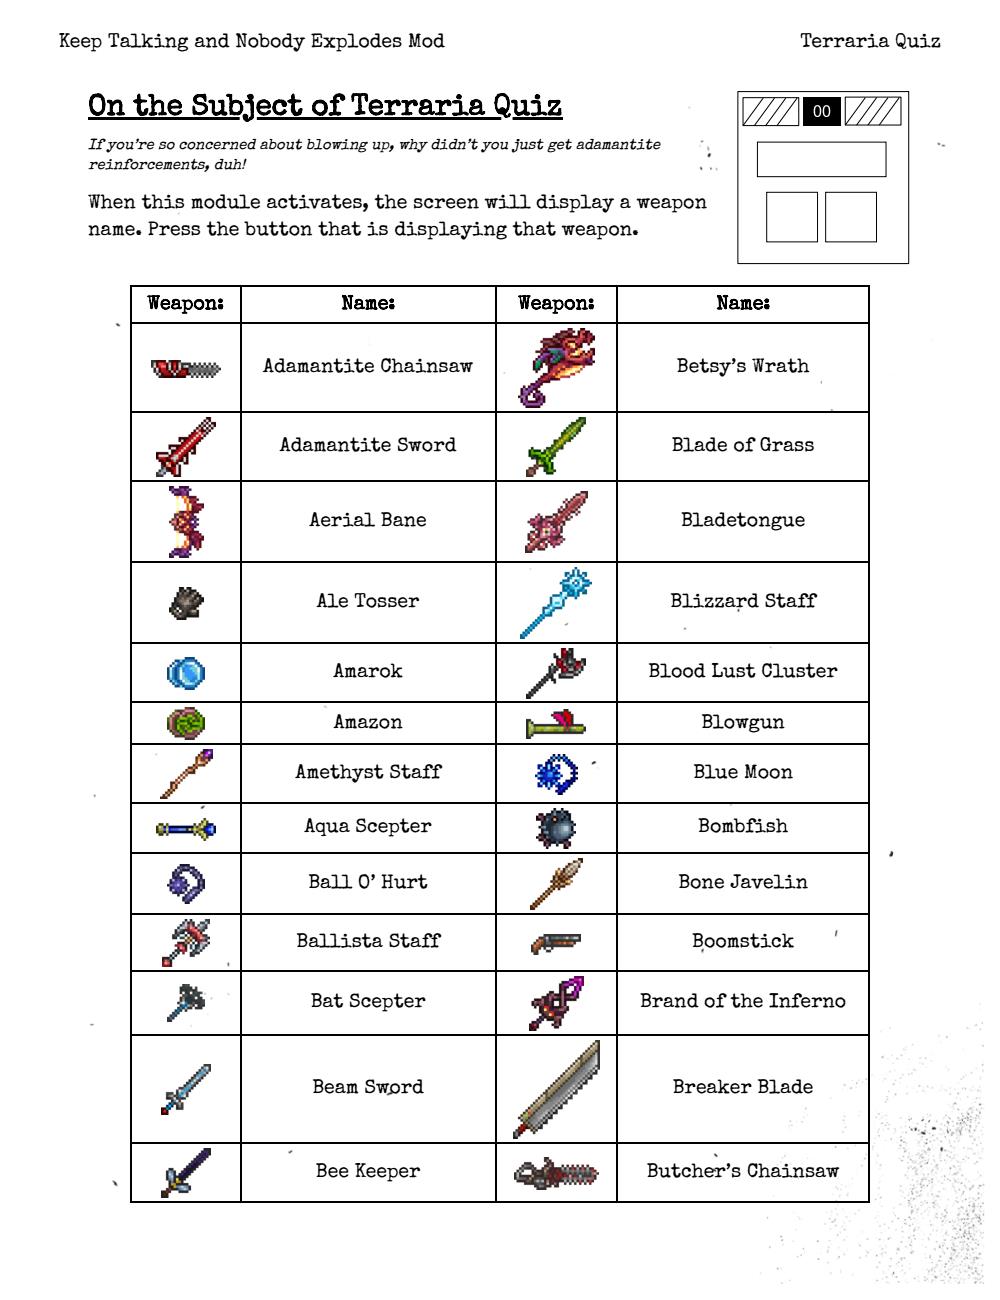 Keep Talking and Nobody Explodes Mod Terraria Quiz
On the Subject of Terraria Quiz
If you're so concerned about blowing up, why didn't you just get adamantite
reinforcements, duh!
00
When this module activates, the screen will display a weapon
name. Press the button that is displaying that weapon.
Weapon: Name: Weapon: Name:
Adamantite Chainsaw Betsy's Wrath
Adamantite Sword Blade of Grass
Aerial Bane Bladetongue
Ale Tosser Blizzard Staff
Amarok Blood Lust Cluster
Amazon Blowgun
Amethyst Staff Blue Moon
Aqua Scepter Bombfish
Ball O' Hurt Bone Javelin
Ballista Staff Boomstick
Bat Scepter Brand of the Inferno
Beam Sword Breaker Blade
Bee Keeper Butcher's Chainsaw